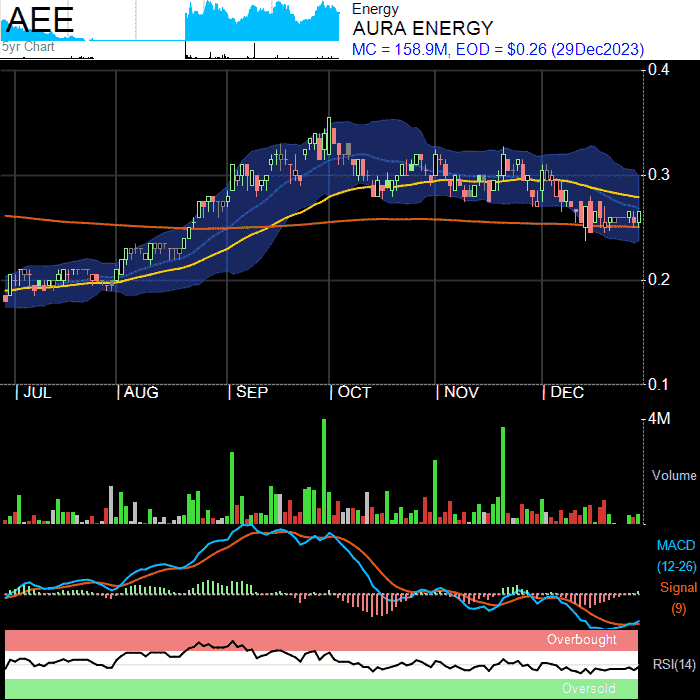 AEE
5yr Chart
Energy
AURA ENERGY
MC = 158.9M, EOD = $0.26 (29Dec2023)
0.4
0.3
0.2
0.1
JUL AUG SEP OCT NOV DEC
4M
Volume
MACD
(12-26)
Signal
(9)
Overbought
RSI(14)
Oversold